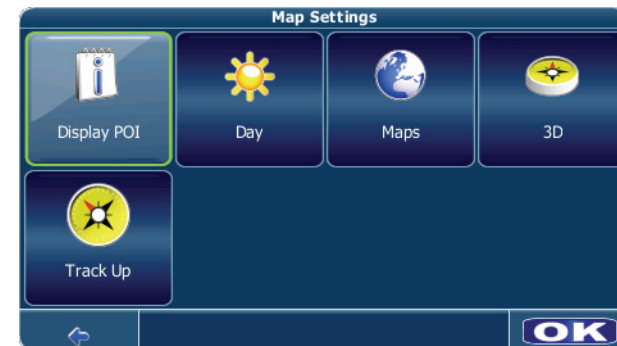 Map Settings
Display POI
Day
Maps
3D
Track Up
OK